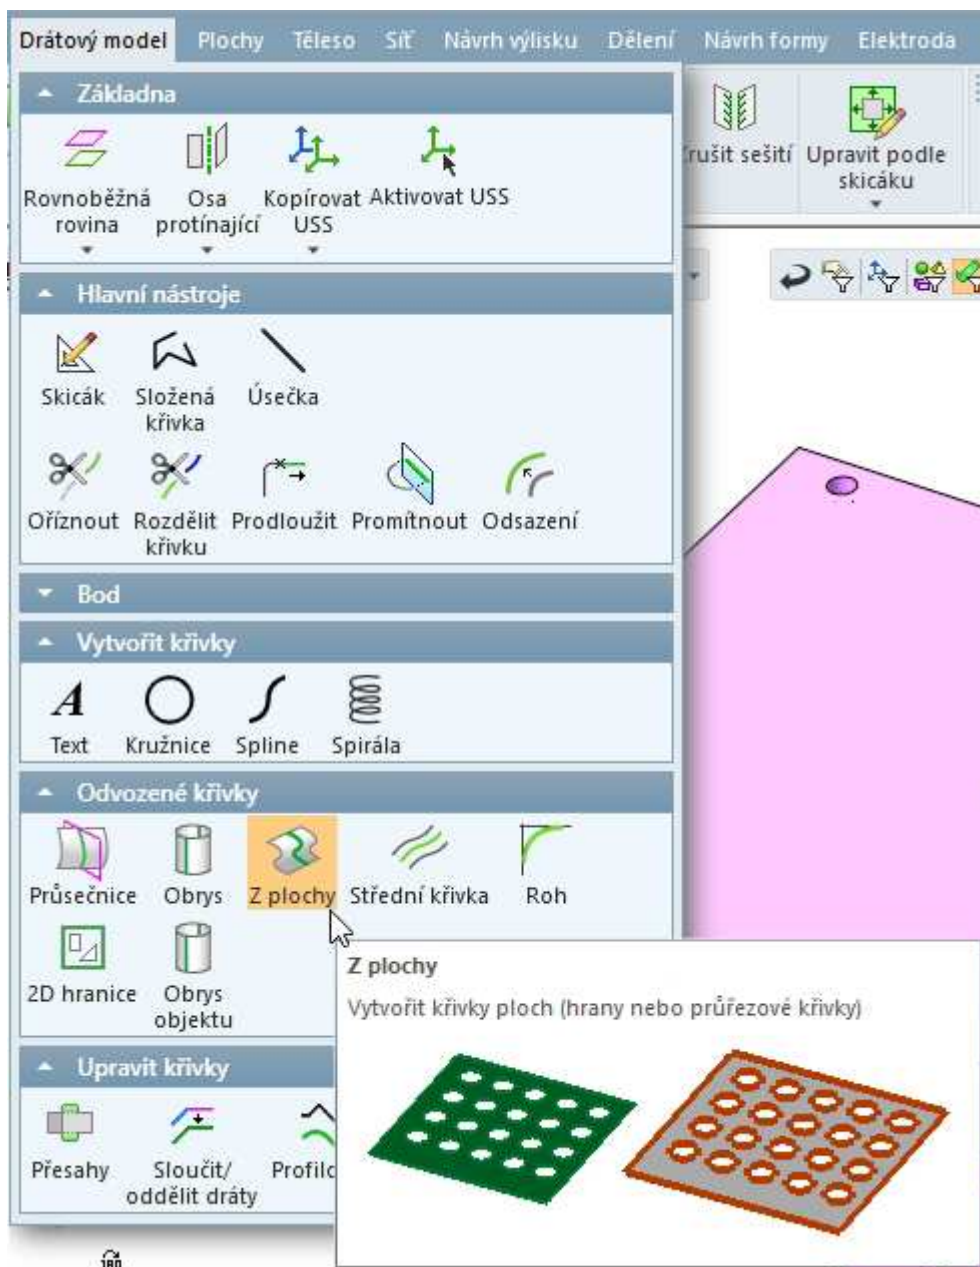 Drátový model Plochy Těleso Síť Návrh výlisku Dělení Návrh formy Elektroda
Základna
Rovnoběžná rovina
Osa protínající
Kopírovat USS
Aktivovat USS
sešití
Upravit podle
skicáku
Hlavní nástroje
Skicák
Složená
křivka
Úsečka
Oříznout
Rozdělit
křivku
Prodloužit
Promítnout
Odsazení
Bod
Vytvořit křivky
Text Kružnice Spline Spirála
Odvozené křivky
Průsečnice Obrys Z plochy Střední křivka Roh
2D hranice
Obrys
objektu
Z plochy
Vytvořit křivky ploch (hrany nebo průřezové křivky)
Upravit křivky
Přesahy
Sloučit/
oddělit dráty